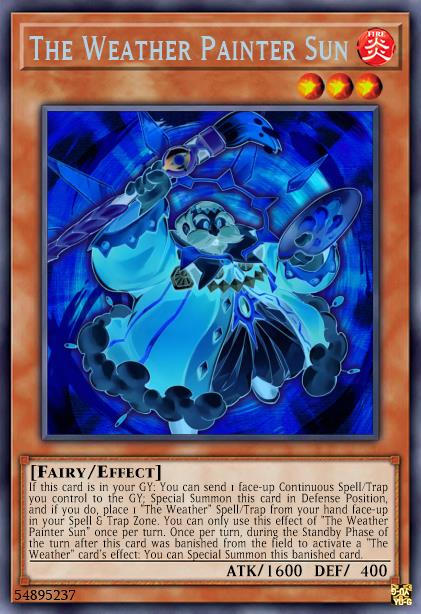 THE WEATHER PAINTER SUN
FIRE
炎
[FAIRY/EFFECT]
If this card is in your GY: You can send 1 face-up Continuous Spell/Trap
you control to the GY; Special Summon this card in Defense Position,
and if you do, place 1 "The Weather" Spell/Trap from your hand face-up
in your Spell & Trap Zone. You can only use this effect of "The Weather
Painter Sun" once per turn. Once per turn, during the Standby Phase of
the turn after this card was banished from the field to activate a "The
Weather" card's effect: You can Special Summon this banished card.
ATK/1600 DEF/ 400
54895237